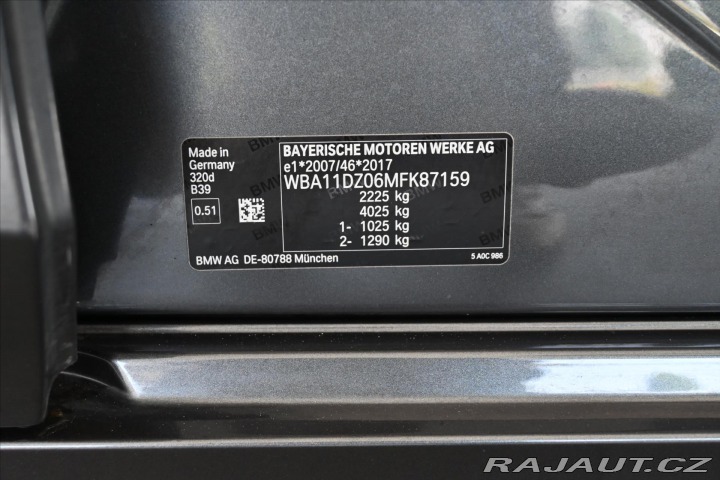 Made in
Germany
320d
B39
0.51
BAYERISCHE MOTOREN WERKE AG
e1*2007/46*2017
WBA11DZ06MFK87159
2225 kg
4025 kg
1- 1025 kg
2- 1290 kg
BMW AG DE-80788 München
5 A0C 986
RAJAUT.CZ